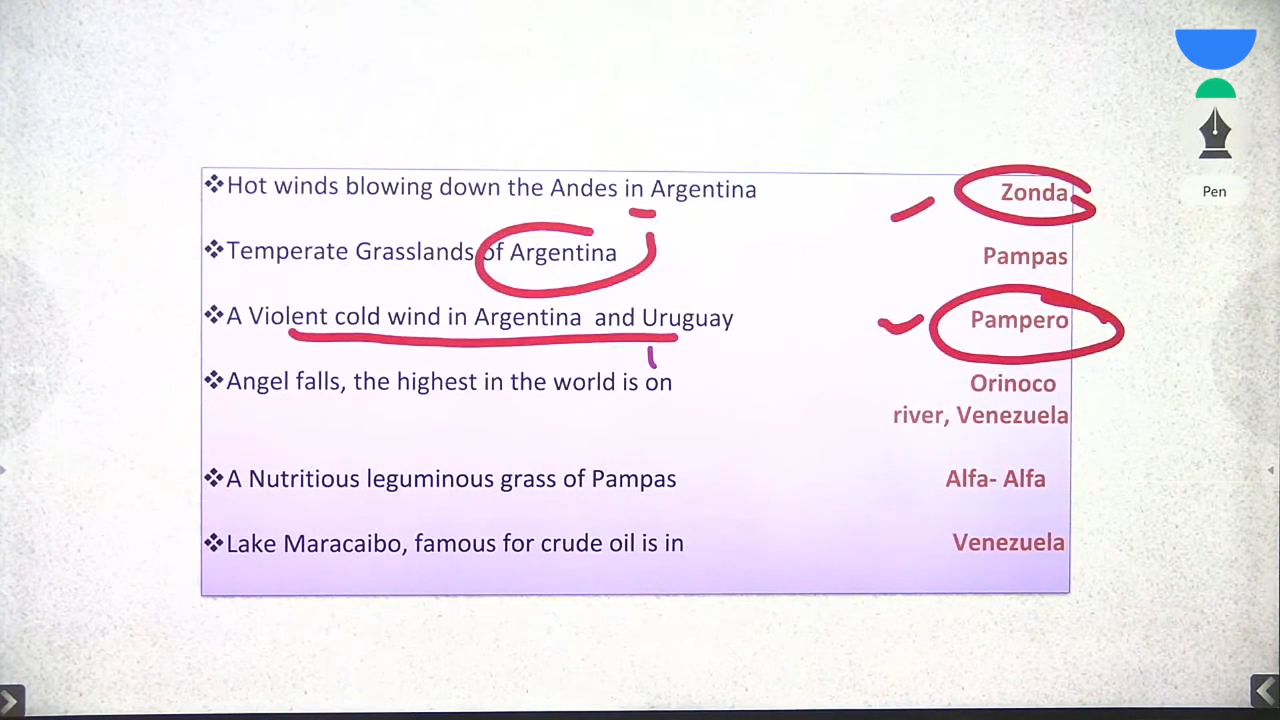 ❖Hot winds blowing down the Andes in Argentina Zonda
❖Temperate Grasslands of Argentina Pampas
❖A Violent cold wind in Argentina and Uruguay Pampero
❖Angel falls, the highest in the world is on Orinoco
river, Venezuela
❖A Nutritious leguminous grass of Pampas Alfa- Alfa
❖Lake Maracaibo, famous for crude oil is in Venezuela
Pen